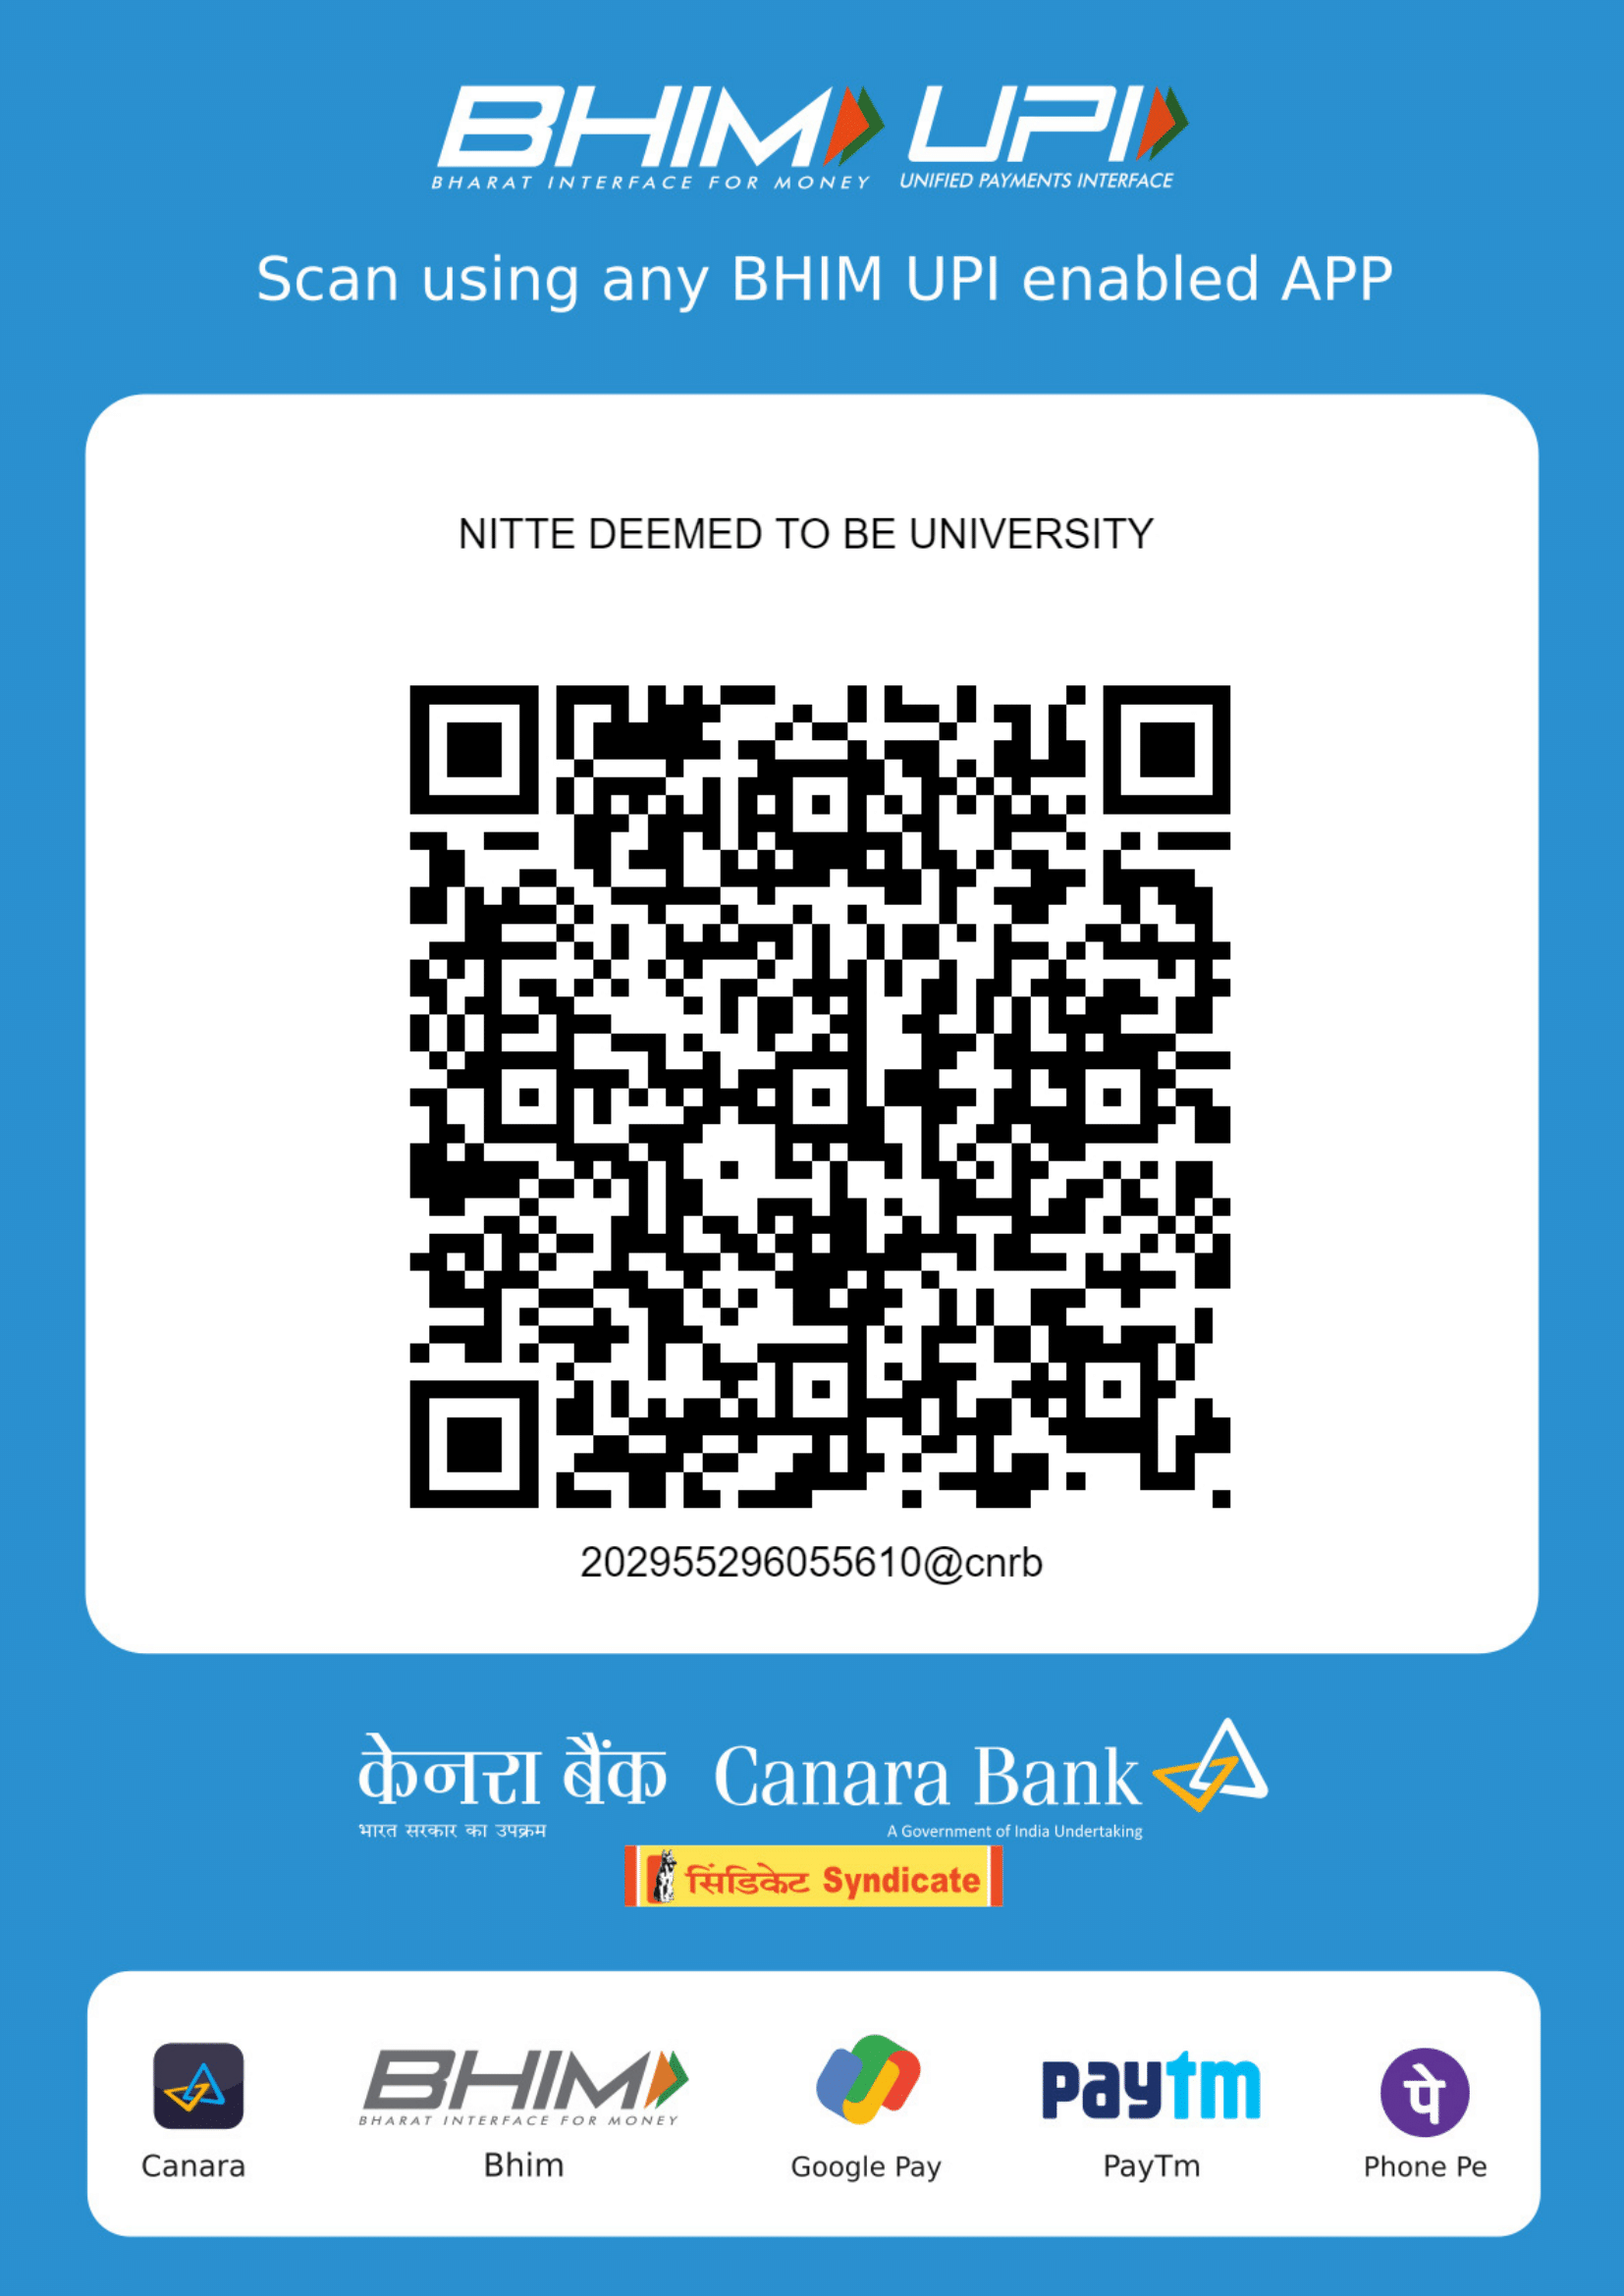 BHIM UPI
BHARAT INTERFACE FOR MONEY UNIFIED PAYMENTS INTERFACE
Scan using any BHIM UPI enabled APP
NITTE DEEMED TO BE UNIVERSITY
202955296055610@cnrb
केनरा बैंक Canara Bank
भारत सरकार का उपक्रम A Government of India Undertaking
सिंडिकेट Syndicate
BHIM paytm पे
BHARAT INTERFACE FOR MONEY
Canara Bhim Google Pay PayTm Phone Pe